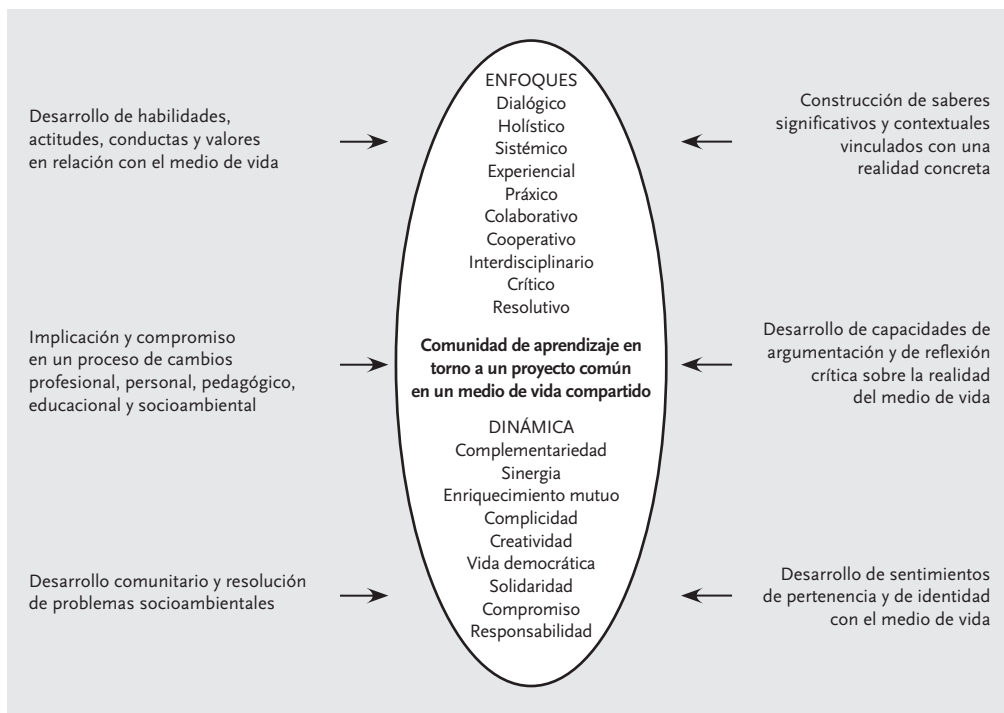 Desarrollo de habilidades,
actitudes, conductas y valores
en relación con el medio de vida
Implicación y compromiso
en un proceso de cambios
profesional, personal, pedagógico,
educacional y socioambiental
Desarrollo comunitario y resolución
de problemas socioambientales
ENFOQUES
Dialógico
Holístico
Sistémico
Experiencial
Práxico
Colaborativo
Cooperativo
Interdisciplinario
Crítico
Resolutivo
Comunidad de aprendizaje en
torno a un proyecto común
en un medio de vida compartido
DINÁMICA
Complementariedad
Sinergia
Enriquecimiento mutuo
Complicidad
Creatividad
Vida democrática
Solidaridad
Compromiso
Responsabilidad
Construcción de saberes
significativos y contextuales
vinculados con una
realidad concreta
Desarrollo de capacidades de
argumentación y de reflexión
crítica sobre la realidad
del medio de vida
Desarrollo de sentimientos
de pertenencia y de identidad
con el medio de vida